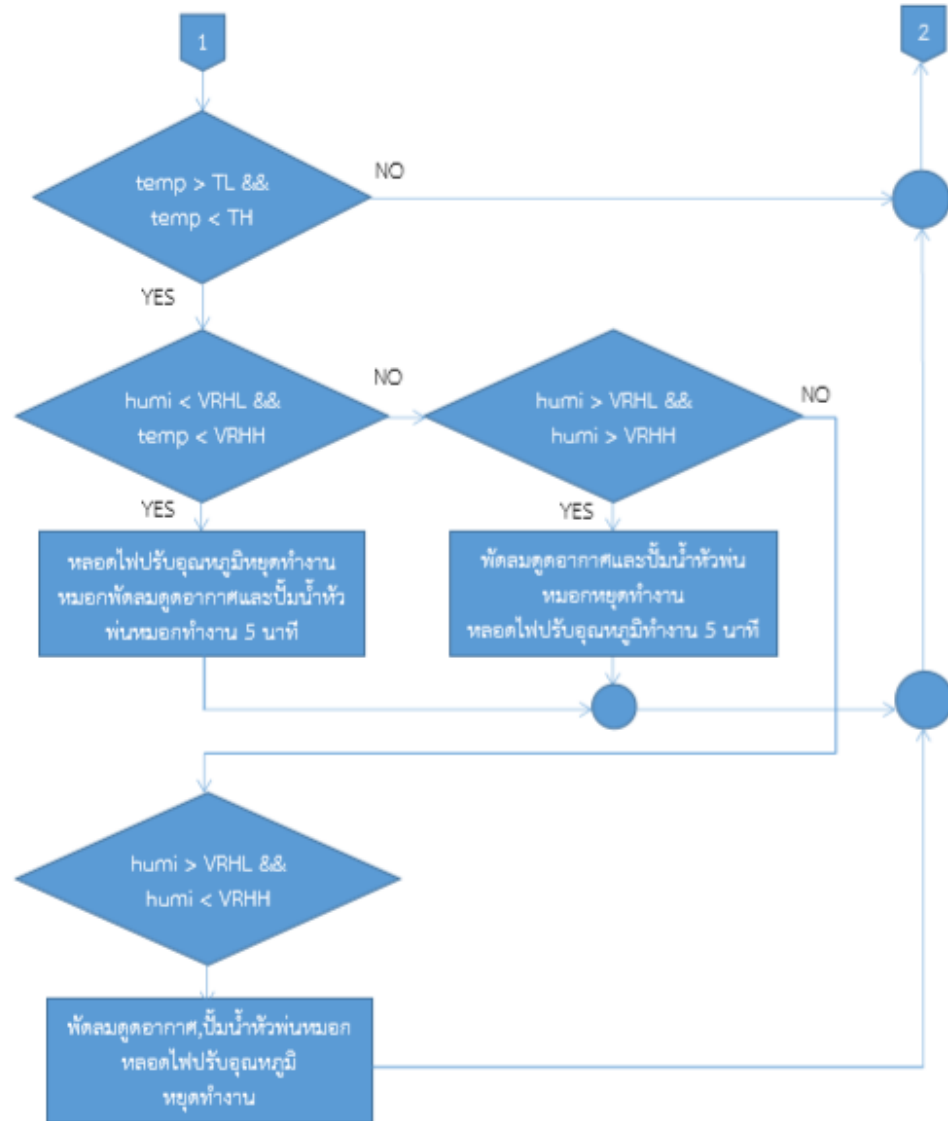 1
2
temp > TL &&
temp < TH
NO
YES
humi < VRHL &&
temp < VRHH
NO
humi > VRHL &&
humi > VRHH
NO
YES
YES
หลอดไฟปรับอุณหภูมิหยุดทำงาน
หมอกพัดลมดูดอากาศและปั๊มน้ำหัว
พ่นหมอกทำงาน 5 นาที
พัดลมดูดอากาศและปั๊มน้ำหัวพ่น
หมอกหยุดทำงาน
หลอดไฟปรับอุณหภูมิทำงาน 5 นาที
humi > VRHL &&
humi < VRHH
พัดลมดูดอากาศ,ปั๊มน้ำหัวพ่นหมอก
หลอดไฟปรับอุณหภูมิ
หยุดทำงาน